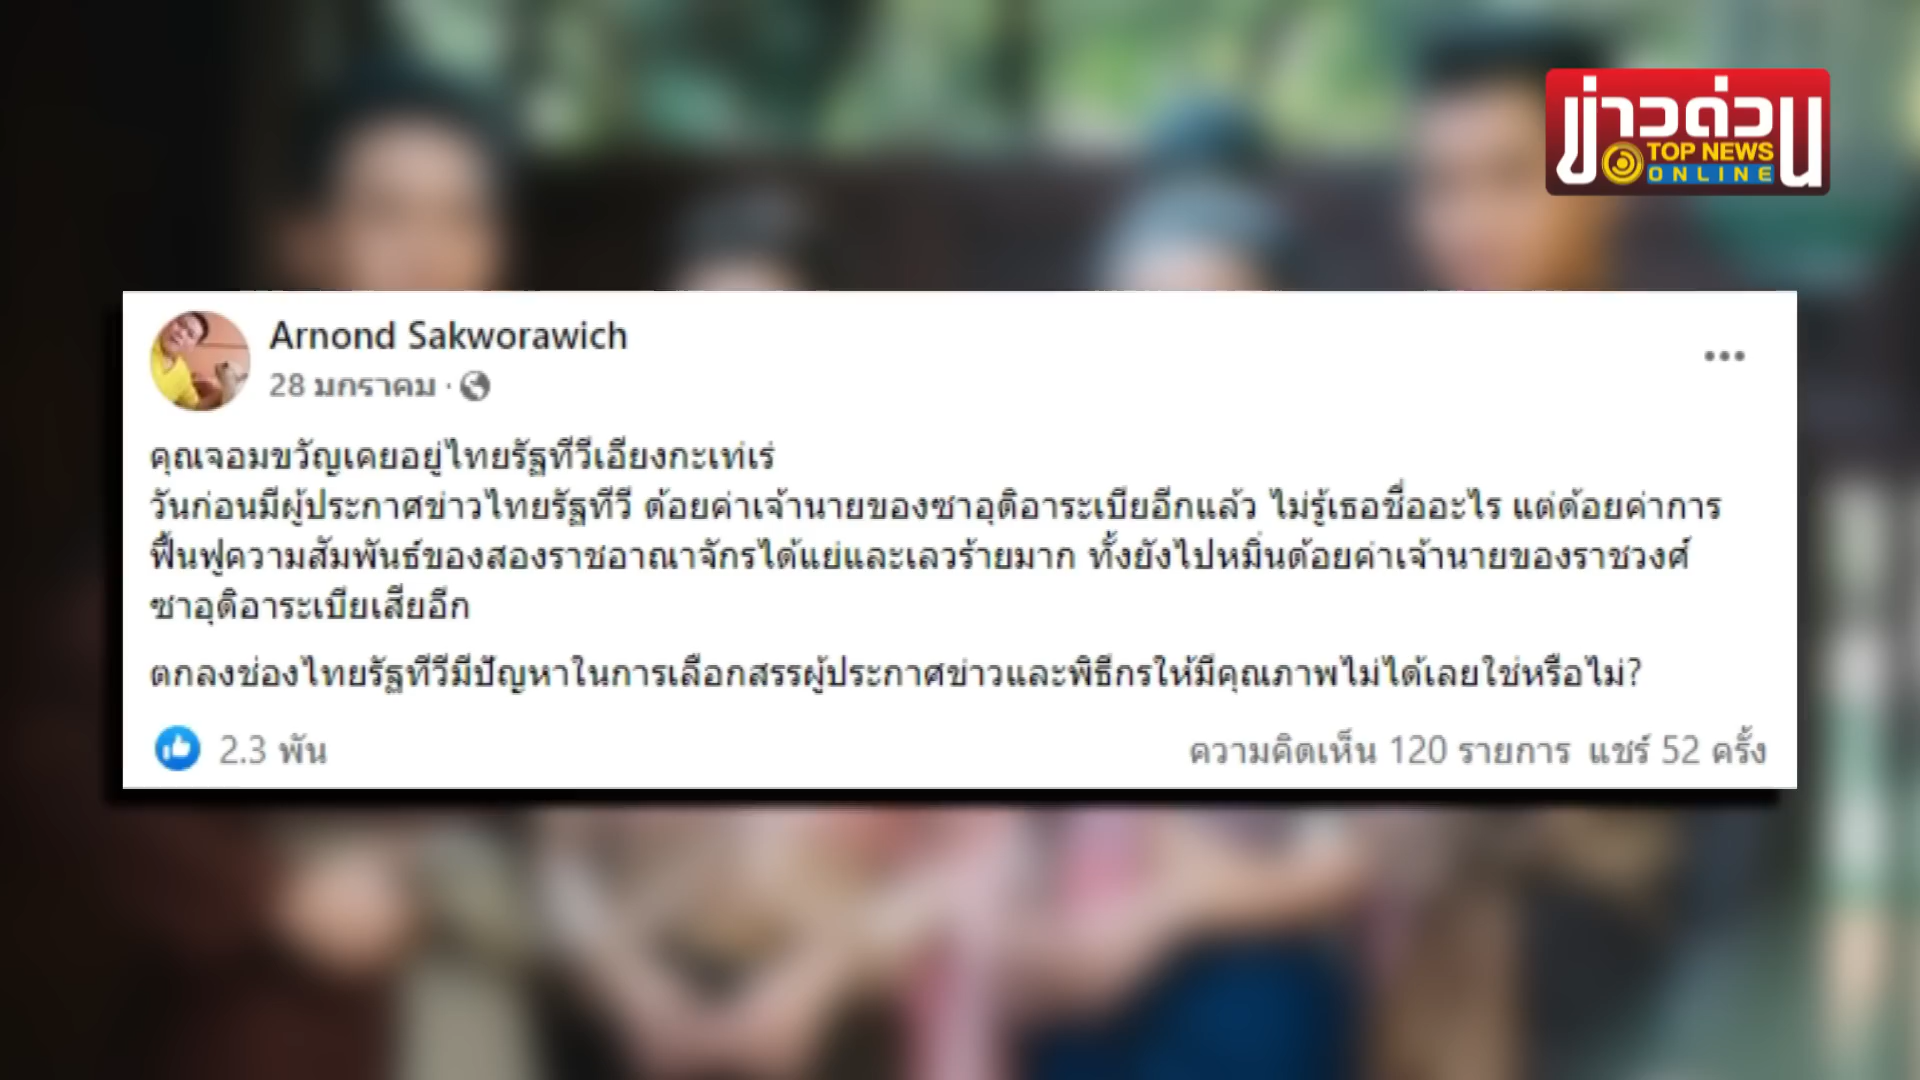 ข่าวด่วน
TOP NEWS
ONLINE
Arnond Sakworawich
28 มกราคม ·
คุณจอมขวัญเคยอยู่ไทยรัฐทีวีเอียงกะเท่เร่
วันก่อนมีผู้ประกาศข่าวไทยรัฐทีวี ด้อยค่าเจ้านายของซาอุดิอาระเบียอีกแล้ว ไม่รู้เธอชื่ออะไร แต่ด้อยค่าการ
ฟื้นฟูความสัมพันธ์ของสองราชอาณาจักรได้แย่และเลวร้ายมาก ทั้งยังไปหมิ่นด้อยค่าเจ้านายของราชวงศ์
ซาอุดิอาระเบียเสียอีก
ตกลงช่องไทยรัฐทีวีมีปัญหาในการเลือกสรรผู้ประกาศข่าวและพิธีกรให้มีคุณภาพไม่ได้เลยใช่หรือไม่?
2.3 พัน
ความคิดเห็น 120 รายการ แชร์ 52 ครั้ง